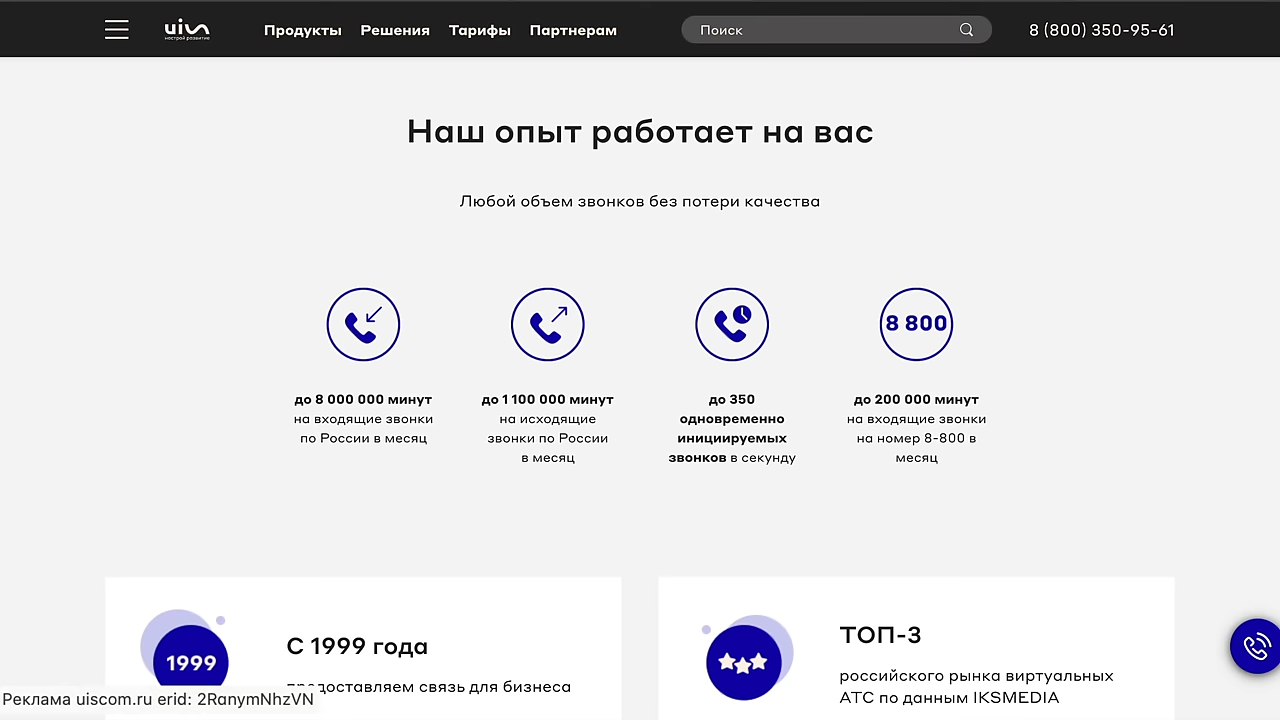 uis
настрой развитие
Продукты Решения Тарифы Партнерам
Поиск
8 (800) 350-95-61
Наш опыт работает на вас
Любой объем звонков без потери качества
8 800
до 8 000 000 минут
на входящие звонки
по России в месяц
до 1 100 000 минут
на исходящие
звонки по России
в месяц
до 350
одновременно
инициируемых
звонков в секунду
до 200 000 минут
на входящие звонки
на номер 8-800 в
месяц
1999
С 1999 года
предоставляем связь для бизнеса
ТОП-3
российского рынка виртуальных
АТС по данным IKSMEDIA
Реклама uiscom.ru erid: 2RanymNhzVN